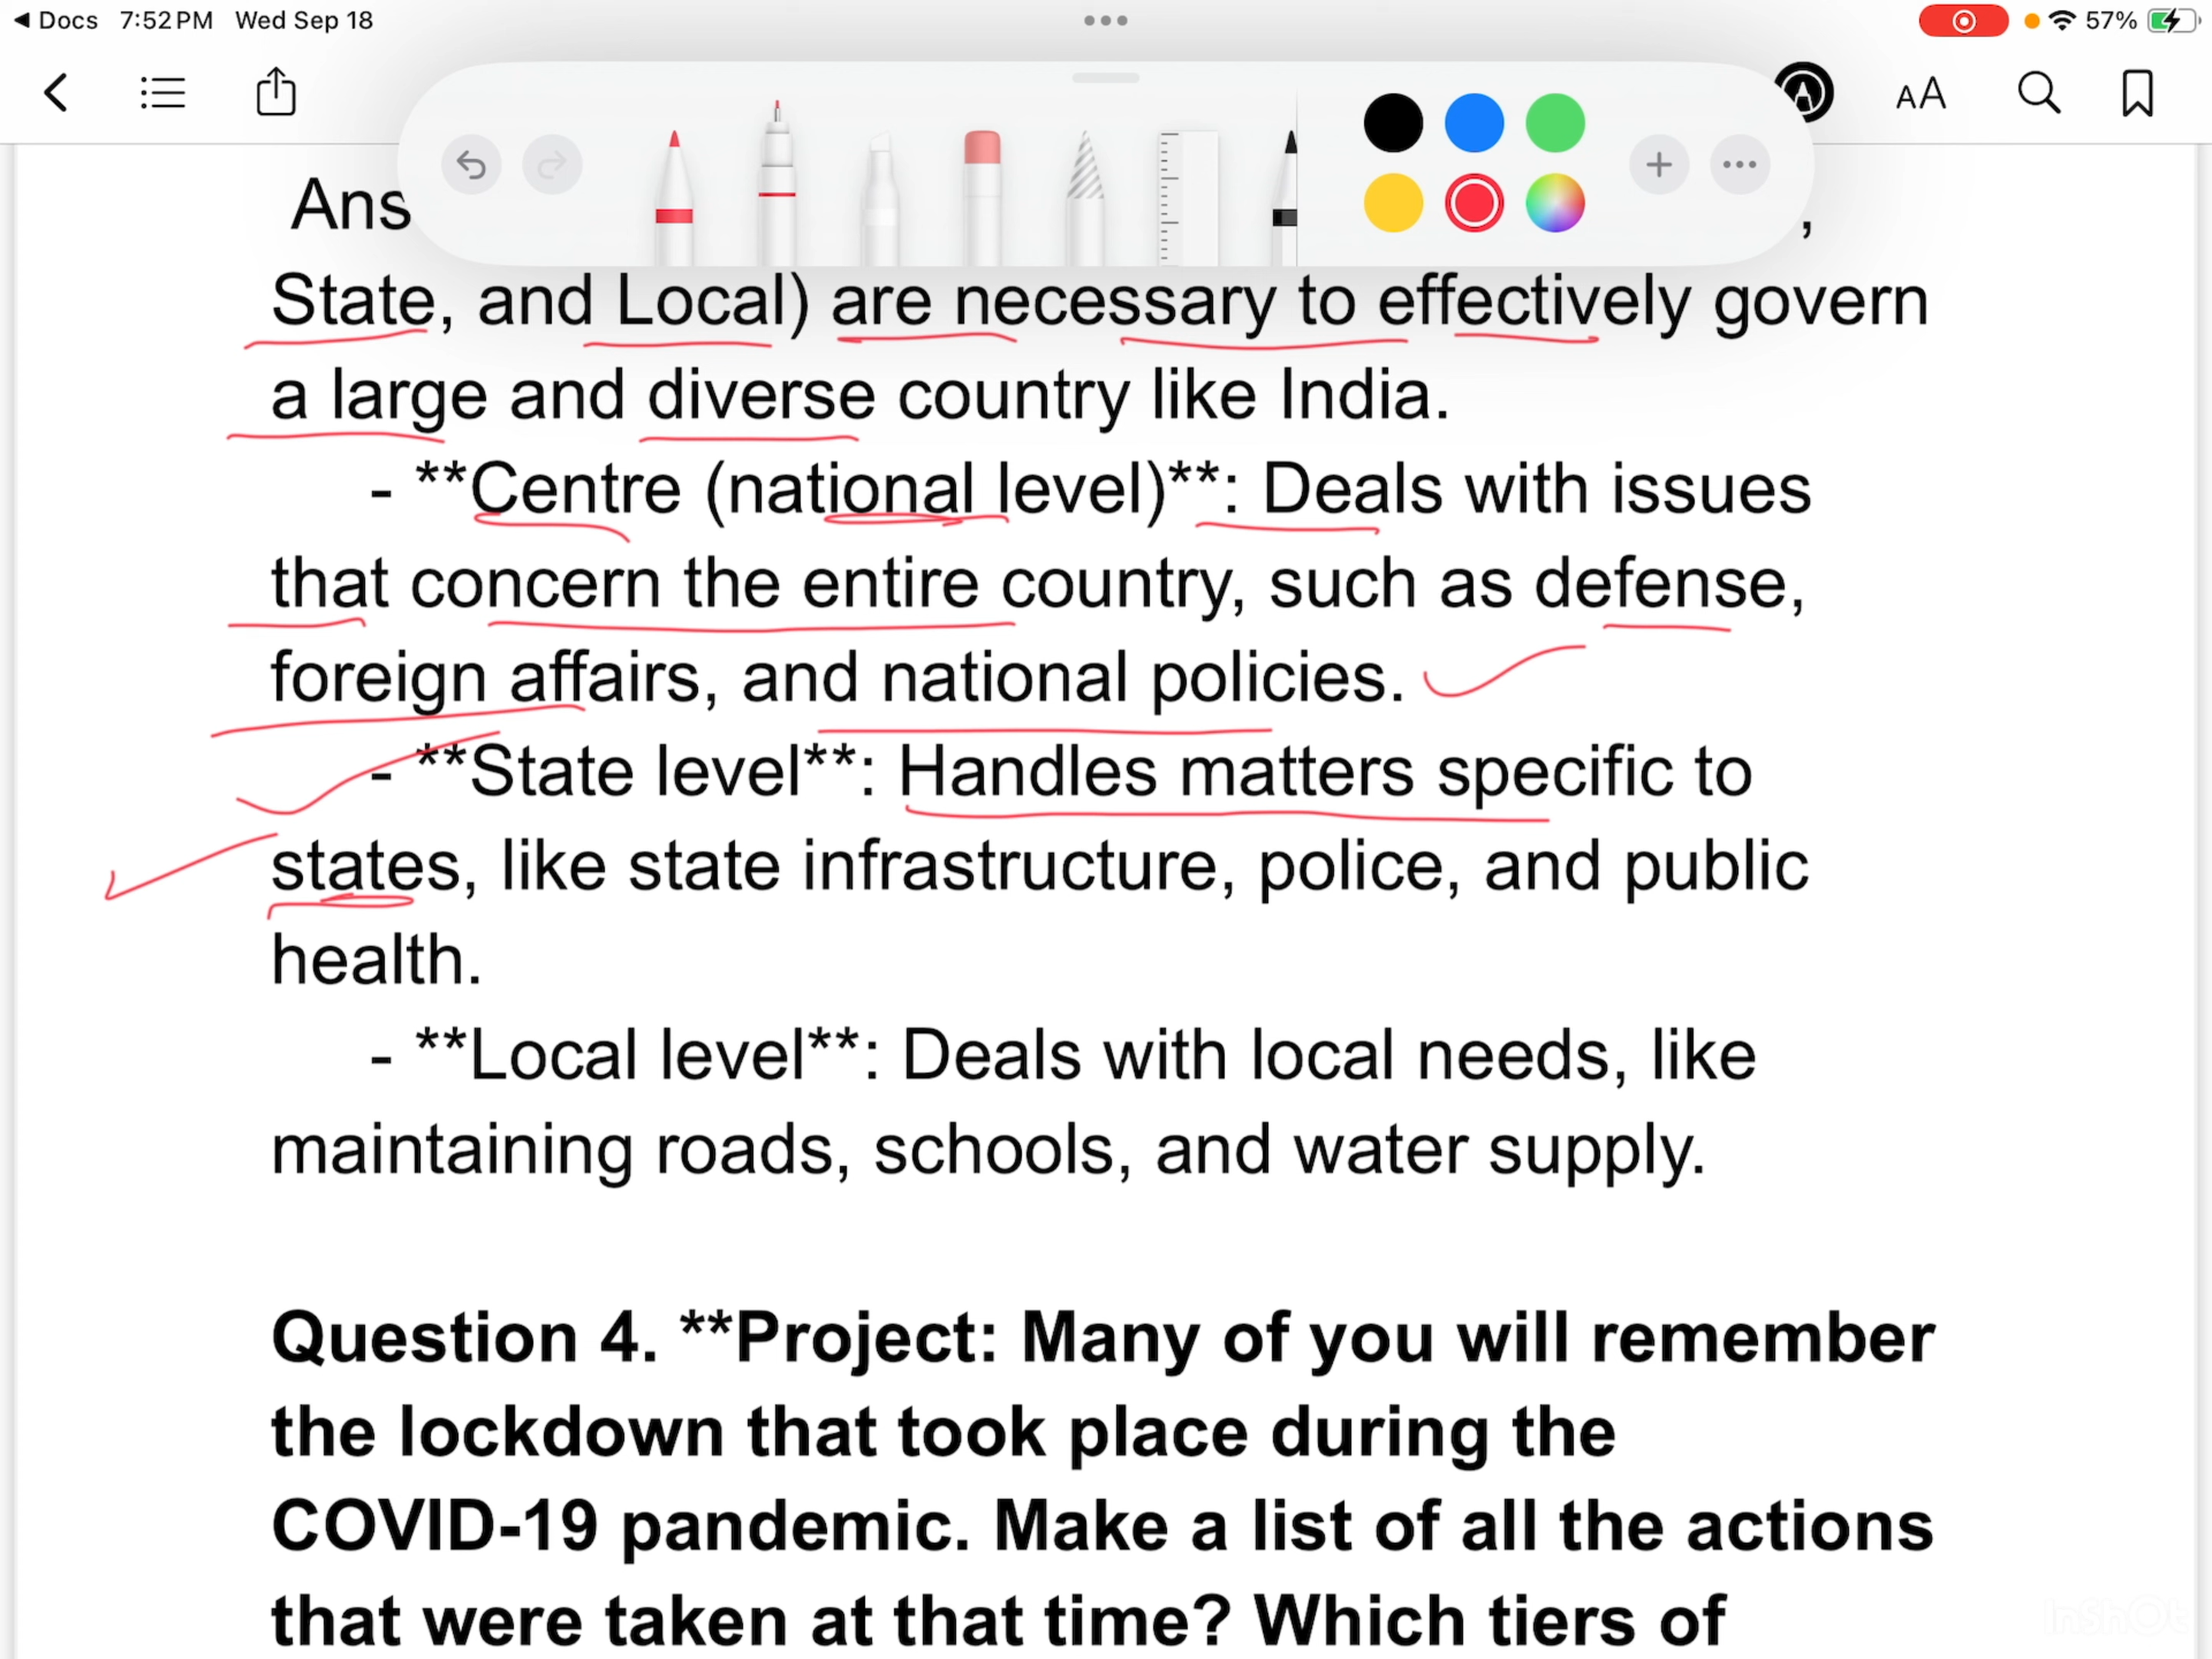 Docs 7:52 PM Wed Sep 18 57%
AA
Ans ,
State, and Local) are necessary to effectively govern
a large and diverse country like India.
- **Centre (national level)**: Deals with issues
that concern the entire country, such as defense,
foreign affairs, and national policies.
- **State level**: Handles matters specific to
states, like state infrastructure, police, and public
health.
- **Local level**: Deals with local needs, like
maintaining roads, schools, and water supply.
Question 4. **Project: Many of you will remember
the lockdown that took place during the
COVID-19 pandemic. Make a list of all the actions
that were taken at that time? Which tiers of
InShOt